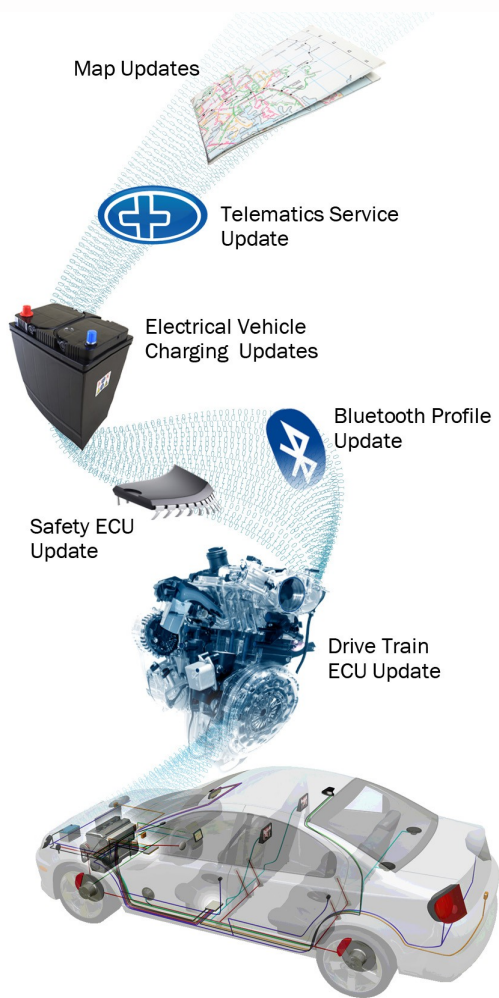 Map Updates
Telematics Service
Update
Electrical Vehicle
Charging Updates
Bluetooth Profile
Update
Safety ECU
Update
Drive Train
ECU Update